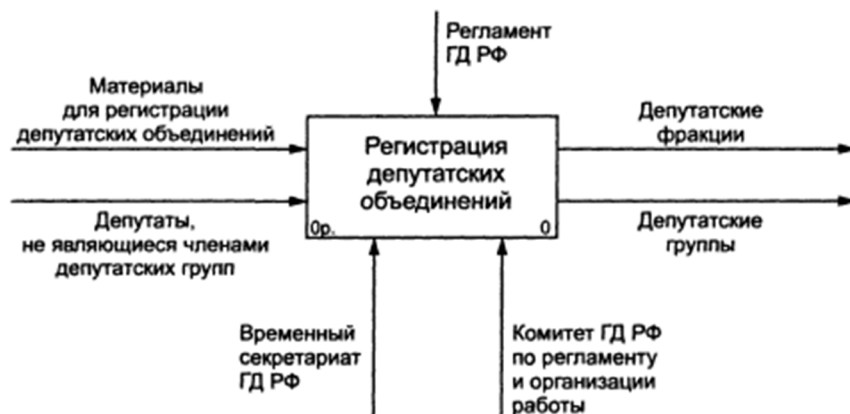 Регламент
ГД РФ
Материалы
для регистрации
депутатских объединений
Регистрация
депутатских
объединений
0р.
0
Депутатские
фракции
Депутаты,
не являющиеся членами
депутатских групп
Депутатские
группы
Временный
секретариат
ГД РФ
Комитет ГД РФ
по регламенту
и организации
работы